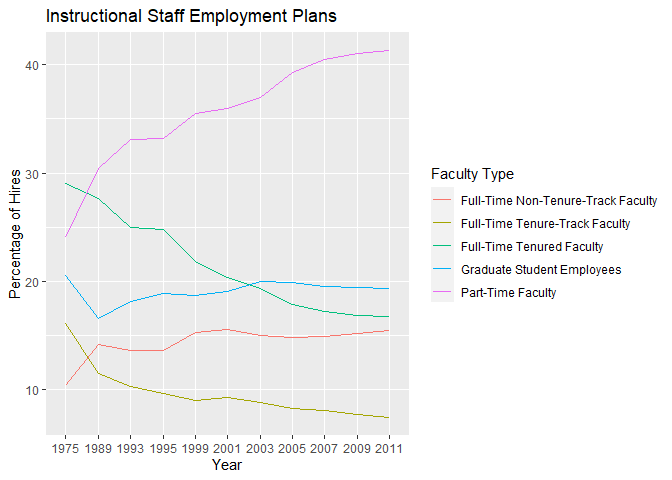 Instructional Staff Employment Plans
40
30
20
10
Percentage of Hires
1975 1989 1993 1995 1999 2001 2003 2005 2007 2009 2011
Year
Faculty Type
Full-Time Non-Tenure-Track Faculty
Full-Time Tenure-Track Faculty
Full-Time Tenured Faculty
Graduate Student Employees
Part-Time Faculty